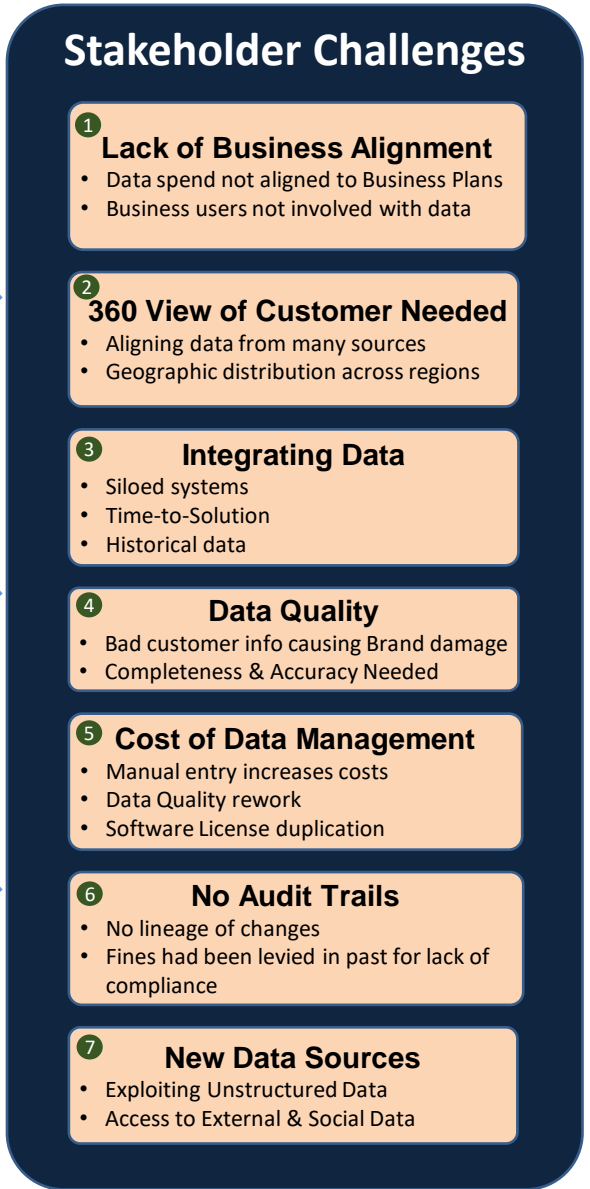 Stakeholder Challenges
1
Lack of Business Alignment
• Data spend not aligned to Business Plans
• Business users not involved with data
2
360 View of Customer Needed
• Aligning data from many sources
• Geographic distribution across regions
3
Integrating Data
• Siloed systems
• Time-to-Solution
• Historical data
4
Data Quality
• Bad customer info causing Brand damage
• Completeness & Accuracy Needed
5
Cost of Data Management
• Manual entry increases costs
• Data Quality rework
• Software License duplication
6
No Audit Trails
• No lineage of changes
• Fines had been levied in past for lack of
compliance
7
New Data Sources
• Exploiting Unstructured Data
• Access to External & Social Data